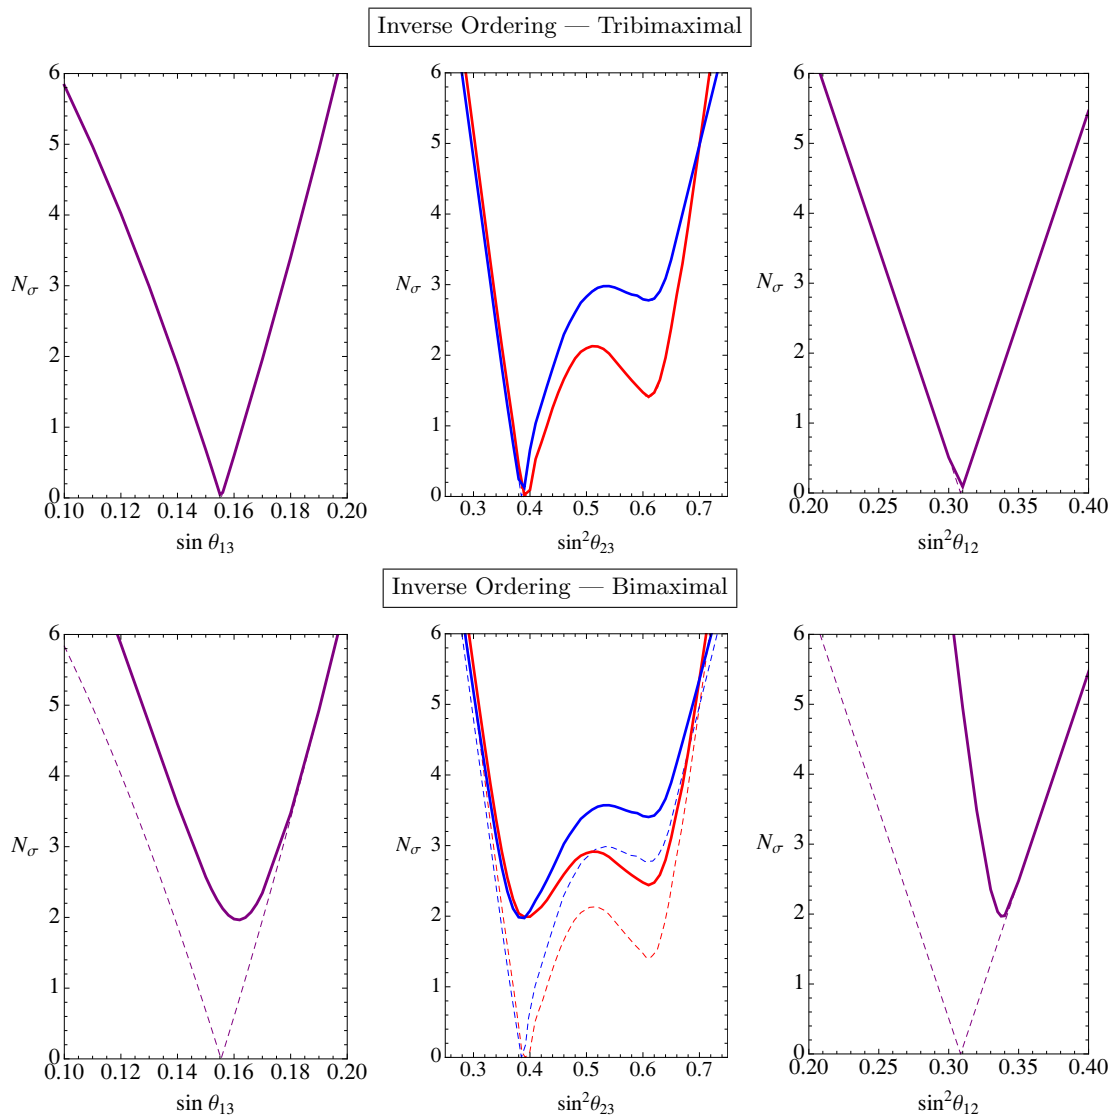 Inverse Ordering — Tribimaximal
6
5
4
3
2
1
0
Nσ
0.10 0.12 0.14 0.16 0.18 0.20
sin θ13
6
5
4
3
2
1
0
Nσ
0.3 0.4 0.5 0.6 0.7
sin²θ23
6
5
4
3
2
1
0
Nσ
0.20 0.25 0.30 0.35 0.40
sin²θ12
Inverse Ordering — Bimaximal
6
5
4
3
2
1
0
Nσ
0.10 0.12 0.14 0.16 0.18 0.20
sin θ13
6
5
4
3
2
1
0
Nσ
0.3 0.4 0.5 0.6 0.7
sin²θ23
6
5
4
3
2
1
0
Nσ
0.20 0.25 0.30 0.35 0.40
sin²θ12